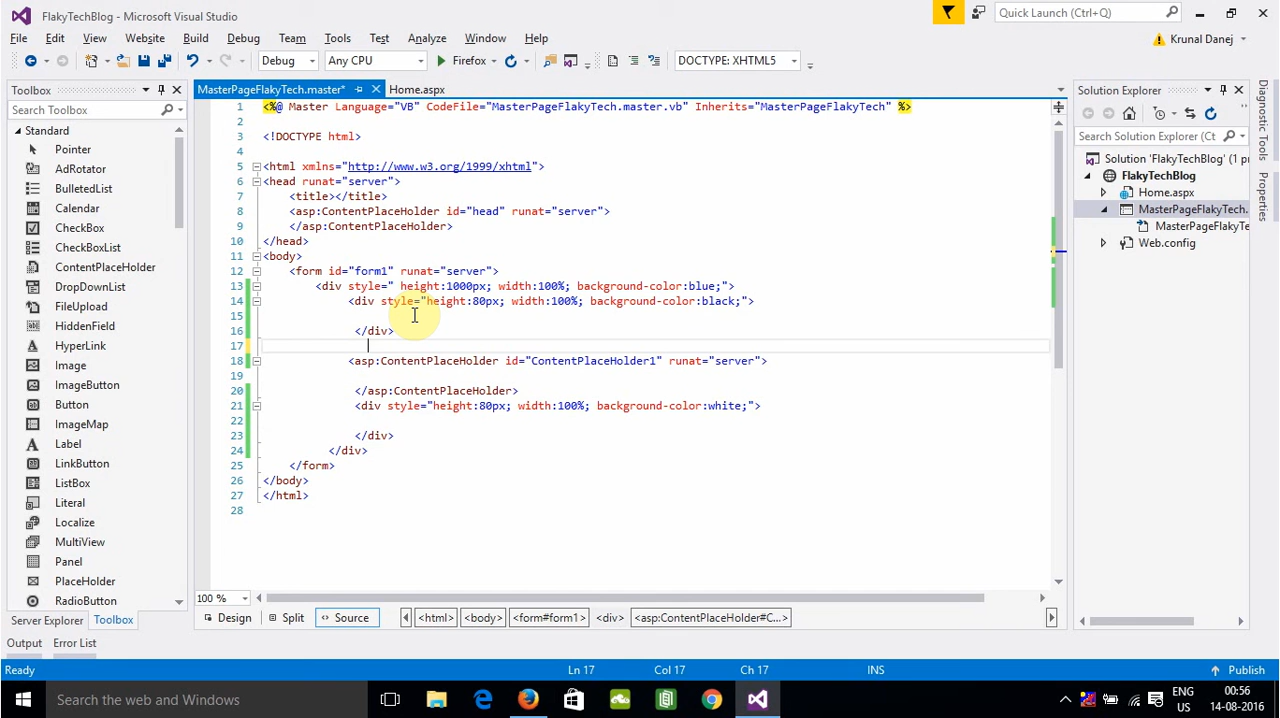 FlakyTechBlog - Microsoft Visual Studio
Quick Launch (Ctrl+Q)
File Edit View Website Build Debug Team Tools Test Analyze Window Help
Krunal Danej
Debug Any CPU Firefox DOCTYPE: XHTML5
Toolbox
MasterPageFlakyTech.master* Home.aspx
Solution Explorer
Search Toolbox
Standard
Pointer
AdRotator
BulletedList
Calendar
CheckBox
CheckBoxList
ContentPlaceHolder
DropDownList
FileUpload
HiddenField
HyperLink
Image
ImageButton
Button
ImageMap
Label
LinkButton
ListBox
Literal
Localize
MultiView
Panel
PlaceHolder
RadioButton
Server Explorer Toolbox
1 <%@ Master Language="VB" CodeFile="MasterPageFlakyTech.master.vb" Inherits="MasterPageFlakyTech" %>
2
3 <!DOCTYPE html>
4
5 <html xmlns="http://www.w3.org/1999/xhtml">
6 <head runat="server">
7 <title></title>
8 <asp:ContentPlaceHolder id="head" runat="server">
9 </asp:ContentPlaceHolder>
10 </head>
11 <body>
12 <form id="form1" runat="server">
13 <div style=" height:1000px; width:100%; background-color:blue;">
14 <div style="height:80px; width:100%; background-color:black;">
15
16 </div>
17
18 <asp:ContentPlaceHolder id="ContentPlaceHolder1" runat="server">
19
20 </asp:ContentPlaceHolder>
21 <div style="height:80px; width:100%; background-color:white;">
22
23 </div>
24 </div>
25 </form>
26 </body>
27 </html>
28
100 %
Design Split Source <html> <body> <form#form1> <div> <asp:ContentPlaceHolder#C...>
Search Solution Explorer (Ct
Solution 'FlakyTechBlog' (1 p
FlakyTechBlog
Home.aspx
MasterPageFlakyTech.
MasterPageFlakyTe
Web.config
Diagnostic Tools
Properties
Output Error List
Ready Ln 17 Col 17 Ch 17 INS Publish
Search the web and Windows
ENG 00:56
US 14-08-2016